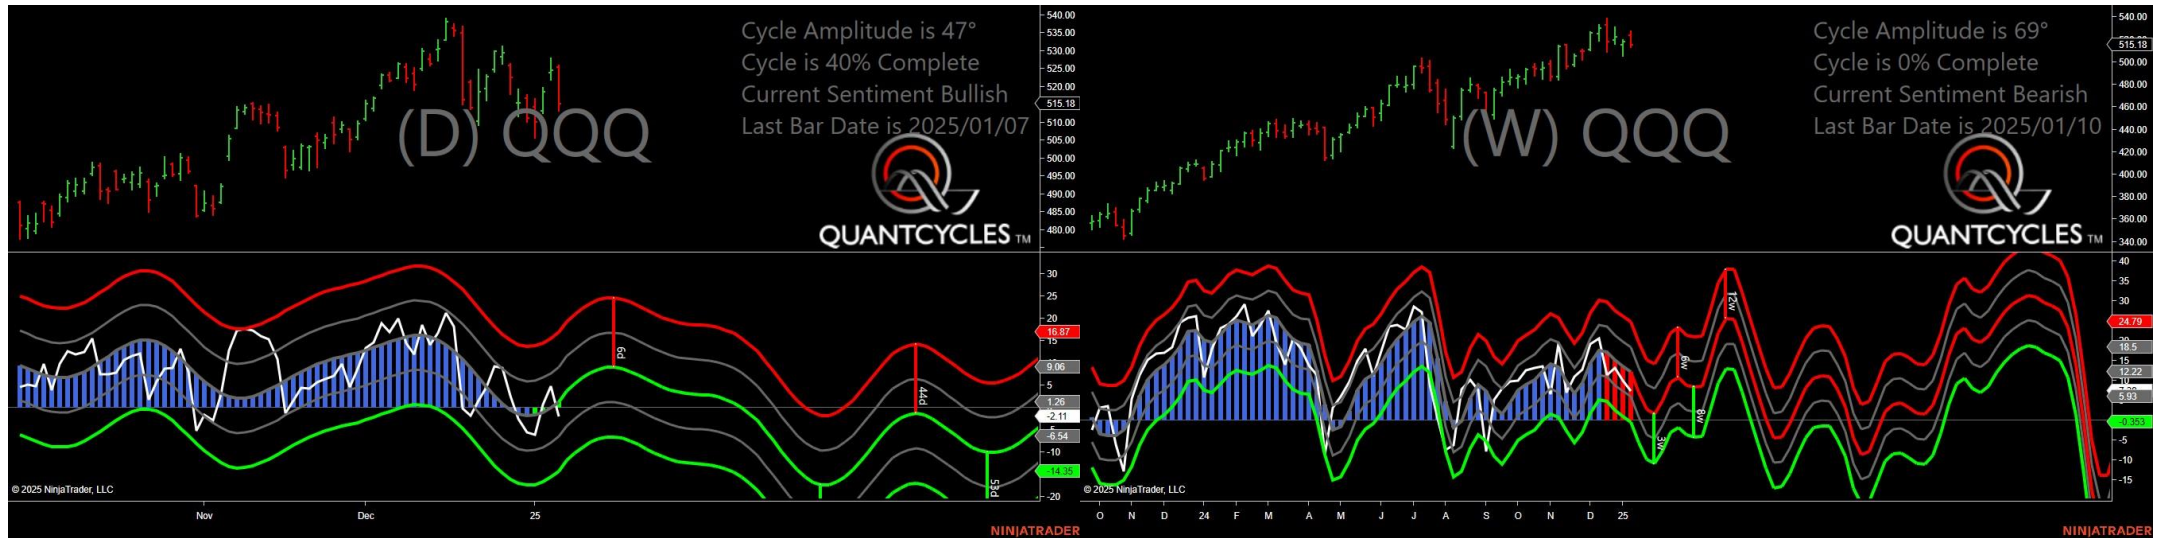 Cycle Amplitude is 47°
Cycle is 40% Complete
Current Sentiment Bullish
Last Bar Date is 2025/01/07
(D) QQQ
QUANTCYCLES TM
540.00
535.00
530.00
525.00
520.00
515.18
510.00
505.00
500.00
495.00
490.00
485.00
480.00
30
25
20
16.87
15
9.06
5
1.26
-2.11
-6.54
-10
-14.35
-20
6d
44d
53d
© 2025 NinjaTrader, LLC
Nov
Dec
25
NINJATRADER
Cycle Amplitude is 69°
Cycle is 0% Complete
Current Sentiment Bearish
Last Bar Date is 2025/01/10
(W) QQQ
QUANTCYCLES TM
540.00
515.18
500.00
480.00
460.00
440.00
420.00
400.00
380.00
360.00
340.00
40
35
30
24.79
18.5
15
12.22
10
5.93
-0.353
-5
-10
-15
12w
6w
8w
3w
© 2025 NinjaTrader, LLC
O N D 24 F M A M J J A S O N D 25
NINJATRADER